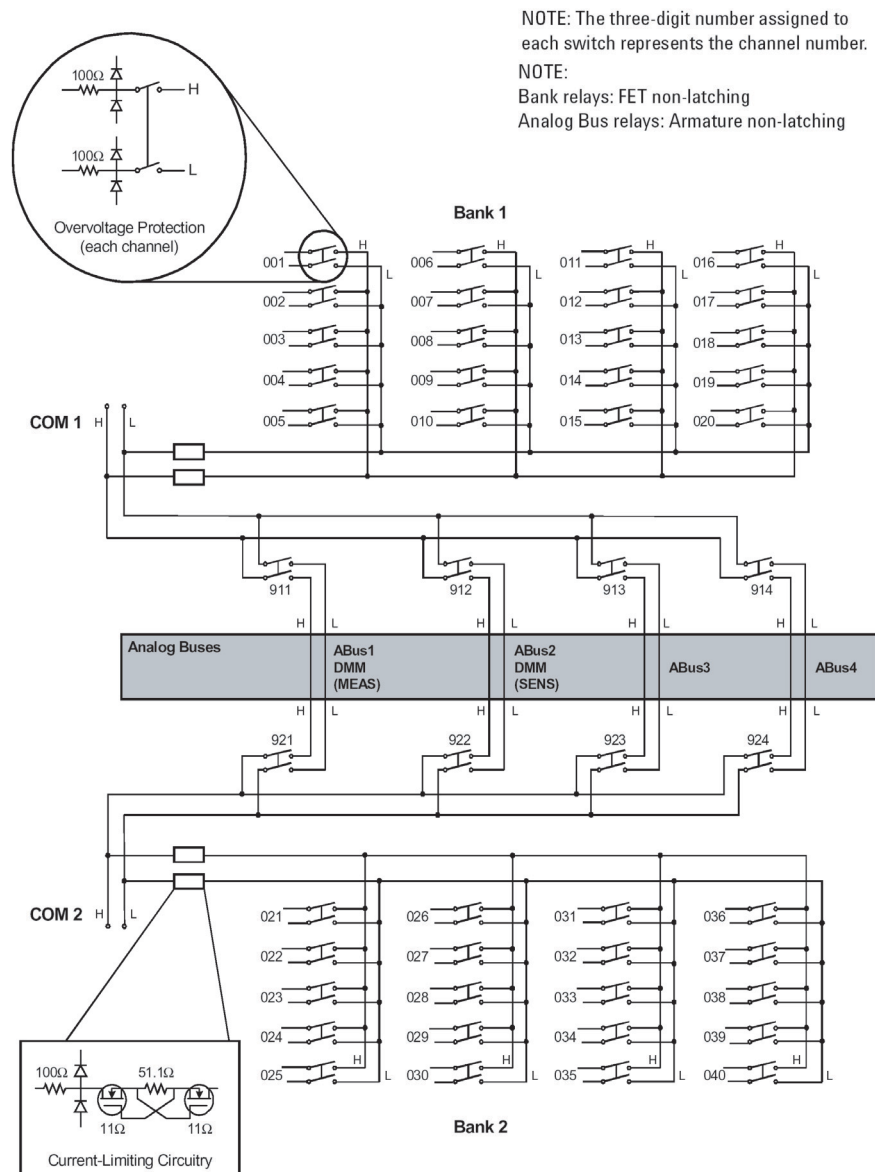 NOTE: The three-digit number assigned to
each switch represents the channel number.
NOTE:
Bank relays: FET non-latching
Analog Bus relays: Armature non-latching
100Ω
H
100Ω
L
Overvoltage Protection
(each channel)
Bank 1
H H H H
001 006 011 016
L L L L
002 007 012 017
003 008 013 018
004 009 014 019
005 010 015 020
COM 1 H L
911 912 913 914
H L H L H L H L
Analog Buses
ABus1
DMM
(MEAS)
ABus2
DMM
(SENS)
ABus3
ABus4
H L H L H L H L
921 922 923 924
COM 2 H L
021 026 031 036
022 027 032 037
023 028 033 038
024 029 034 039
H H H H
025 030 035 040
L L L L
Bank 2
100Ω 51.1Ω
11Ω 11Ω
Current-Limiting Circuitry